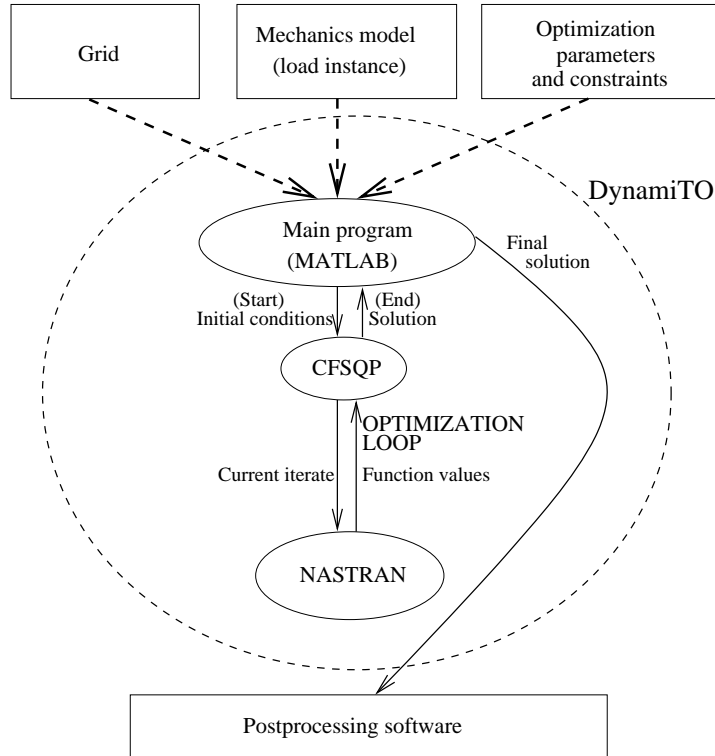 Grid
Mechanics model
(load instance)
Optimization
parameters
and constraints
DynamiTO
Main program
(MATLAB)
Final
solution
(Start)
Initial conditions
(End)
Solution
CFSQP
OPTIMIZATION
LOOP
Current iterate
Function values
NASTRAN
Postprocessing software